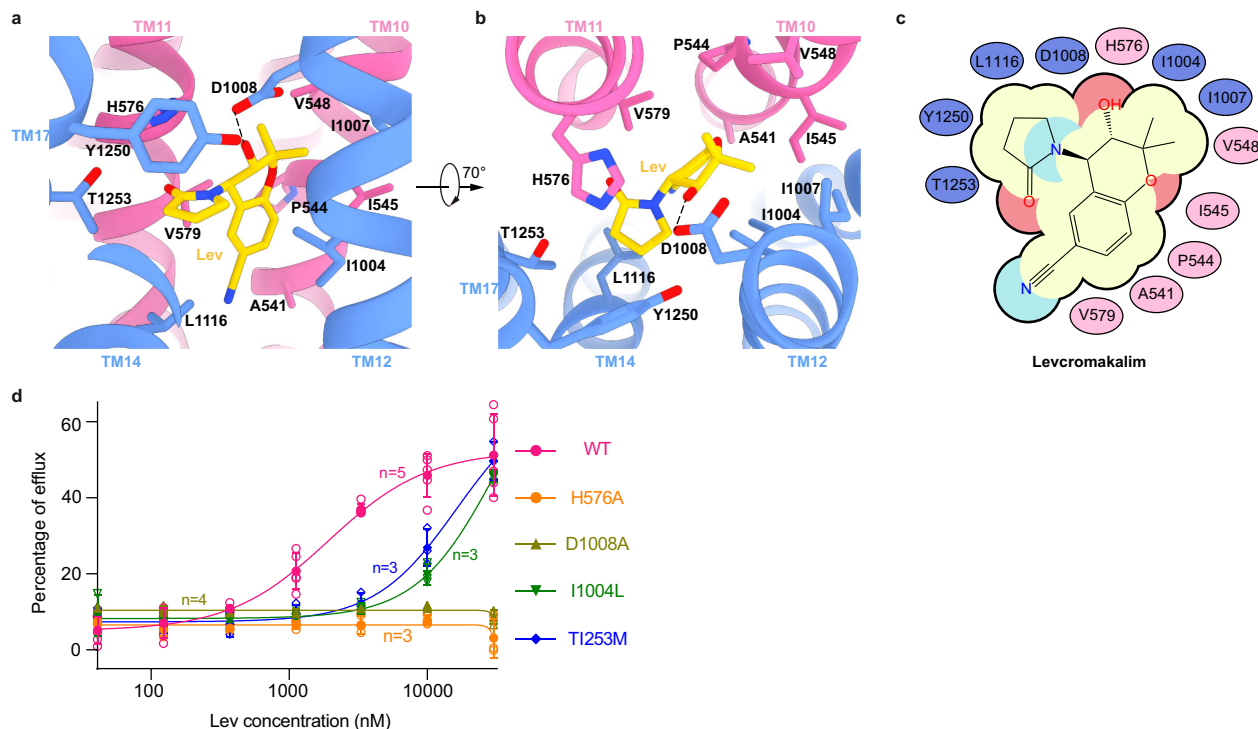 a
TM11
TM10
D1008
V548
H576
I1007
TM17
Y1250
T1253
P544
I545
V579
Lev
I1004
A541
L1116
TM14
TM12
70°
b
TM11
TM10
P544
V548
V579
A541
I545
Lev
H576
I1007
I1004
T1253
D1008
TM17
L1116
Y1250
TM14
TM12
c
H576
D1008
I1004
L1116
I1007
OH
Y1250
V548
N
T1253
O
O
I545
N
P544
A541
V579
Levcromakalim
d
Percentage of efflux
60
40
20
0
n=5
n=3
n=3
n=4
n=3
100
1000
10000
Lev concentration (nM)
WT
H576A
D1008A
I1004L
TI253M